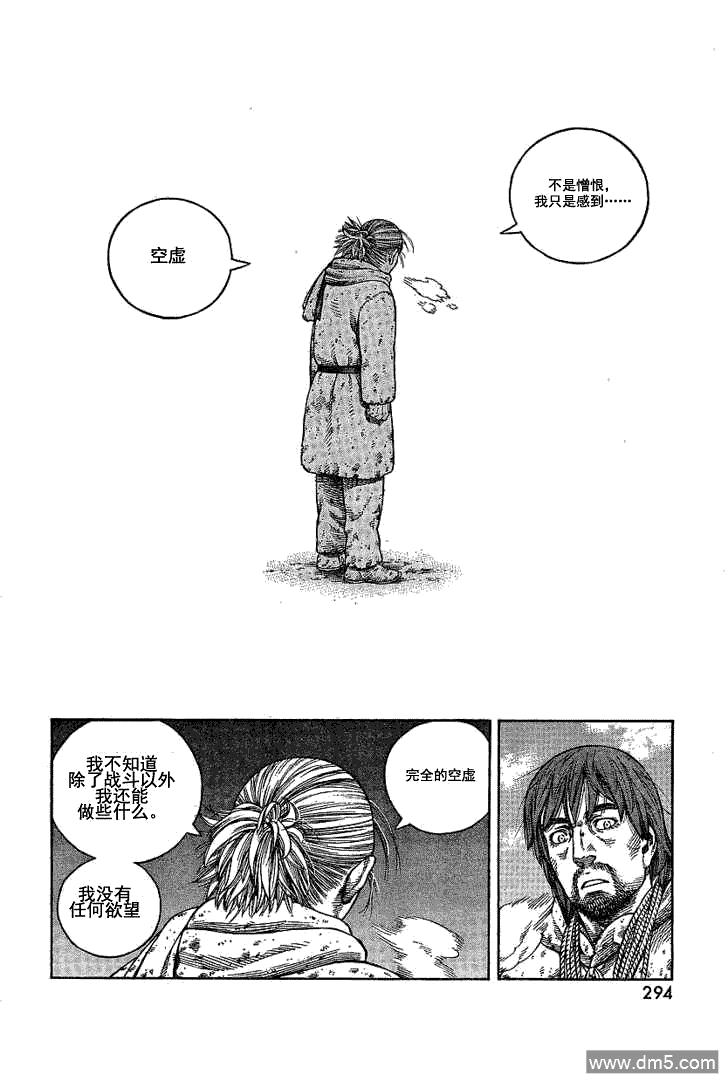 不是憎恨，
我只是感到……
空虚
完全的空虚
我不知道
除了战斗以外
我还能
做些什么。
我没有
任何欲望
294
www.dm5.com